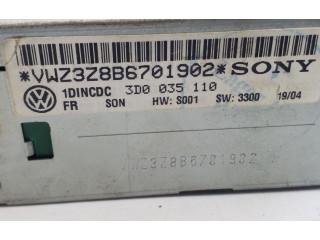 *VWZ3Z8B6701902* SONY
1DINCDC 3D0 035 110
FR SON HW: S001 SW: 3300 19/04
VWZ3Z8B6701902